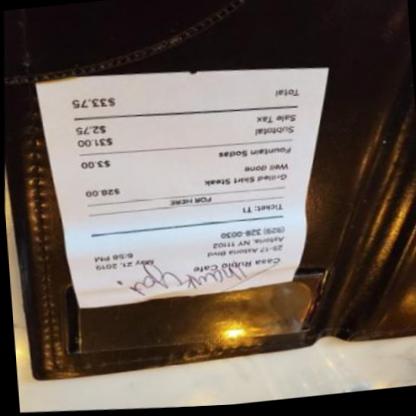 Thank you!
Casa Rubio Cafe
25-17 Astoria Blvd May 21, 2019
Astoria, NY 11102 6:58 PM
(929) 328-0030
Ticket: T1
FOR HERE
Grilled Skirt Steak $28.00
Well done
Fountain Sodas $3.00
Subtotal $31.00
Sale Tax $2.75
Total $33.75